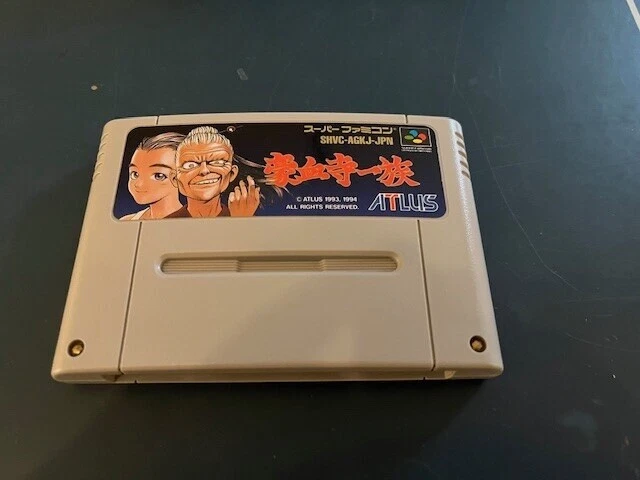 スーパーファミコン
SHVC-AGKJ-JPN
豪血寺一族
© ATLUS 1993, 1994
ALL RIGHTS RESERVED.
ATLUS